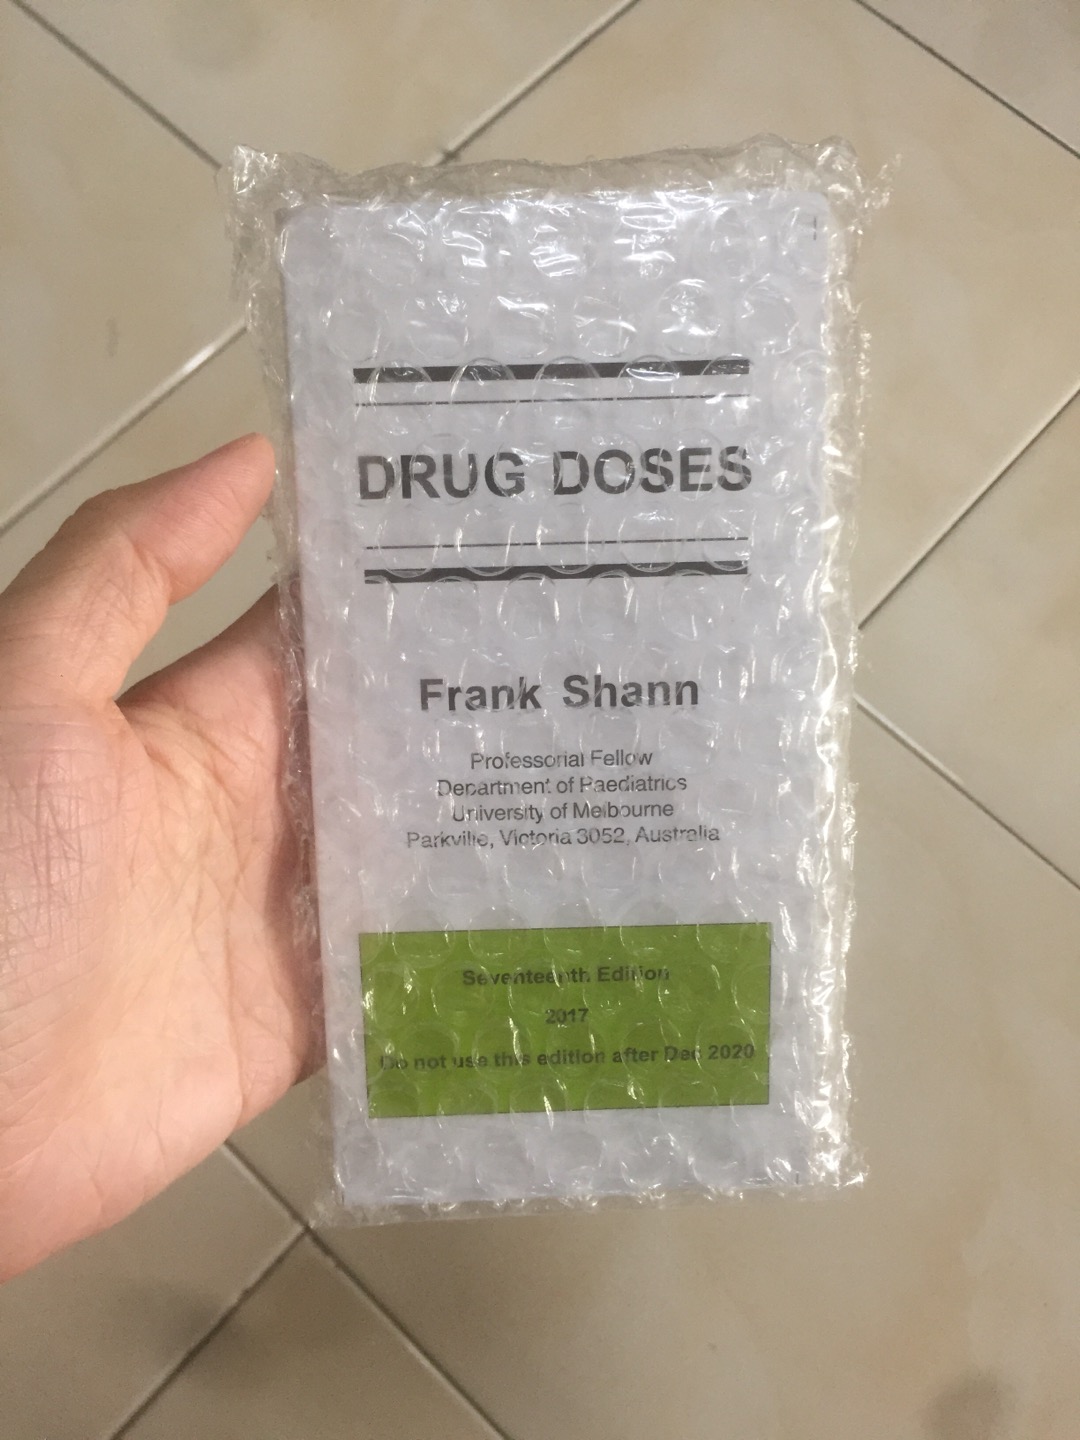 DRUG DOSES
Frank Shann
Professorial Fellow
Department of Paediatrics
University of Melbourne
Parkville, Victoria 3052, Australia
Seventeenth Edition
2017
Do not use this edition after Dec 2020